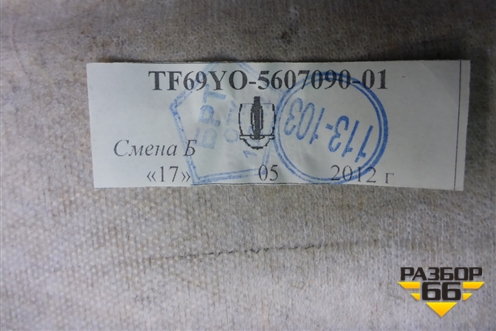 TF69YO-5607090-01
113-103
Смена Б
«17» 05 2012 г
РАЗБОР
66